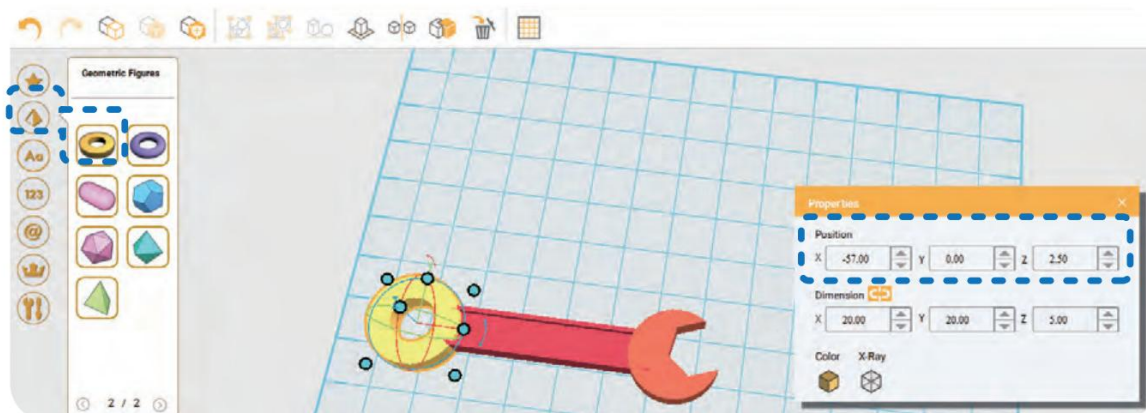 Geometric Figures
Aa
123
@
2 / 2
Properties
Position
X -57.00 Y 0.00 Z 2.50
Dimension
X 20.00 Y 20.00 Z 5.00
Color X-Ray